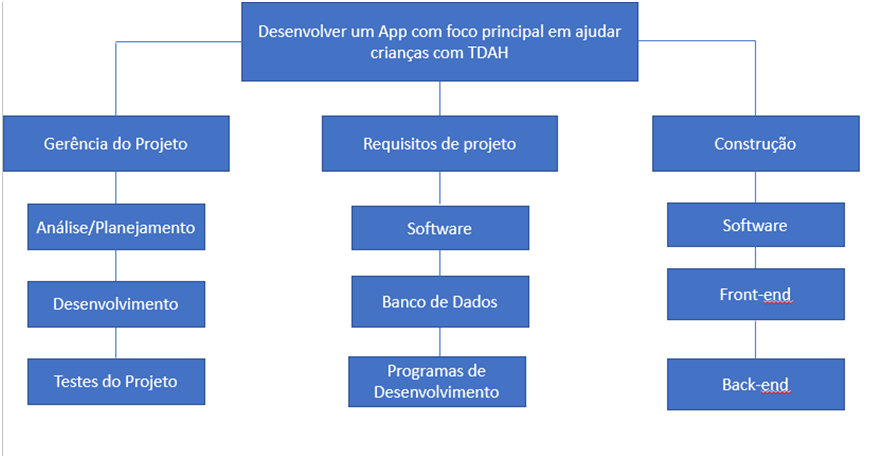 Desenvolver um App com foco principal em ajudar
crianças com TDAH
Gerência do Projeto
Requisitos de projeto
Construção
Análise/Planejamento
Software
Software
Desenvolvimento
Banco de Dados
Front-end
Testes do Projeto
Programas de
Desenvolvimento
Back-end